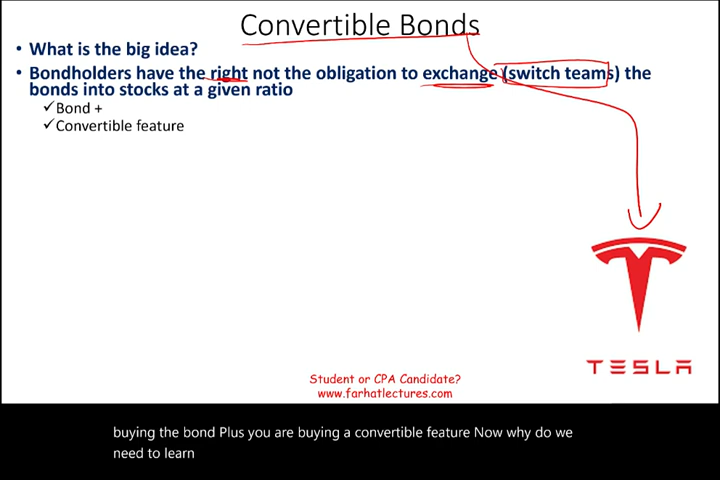 Convertible Bonds
• What is the big idea?
• Bondholders have the right not the obligation to exchange (switch teams) the
bonds into stocks at a given ratio
✓Bond +
✓Convertible feature
TESLA
Student or CPA Candidate?
www.farhatlectures.com
buying the bond Plus you are buying a convertible feature Now why do we
need to learn